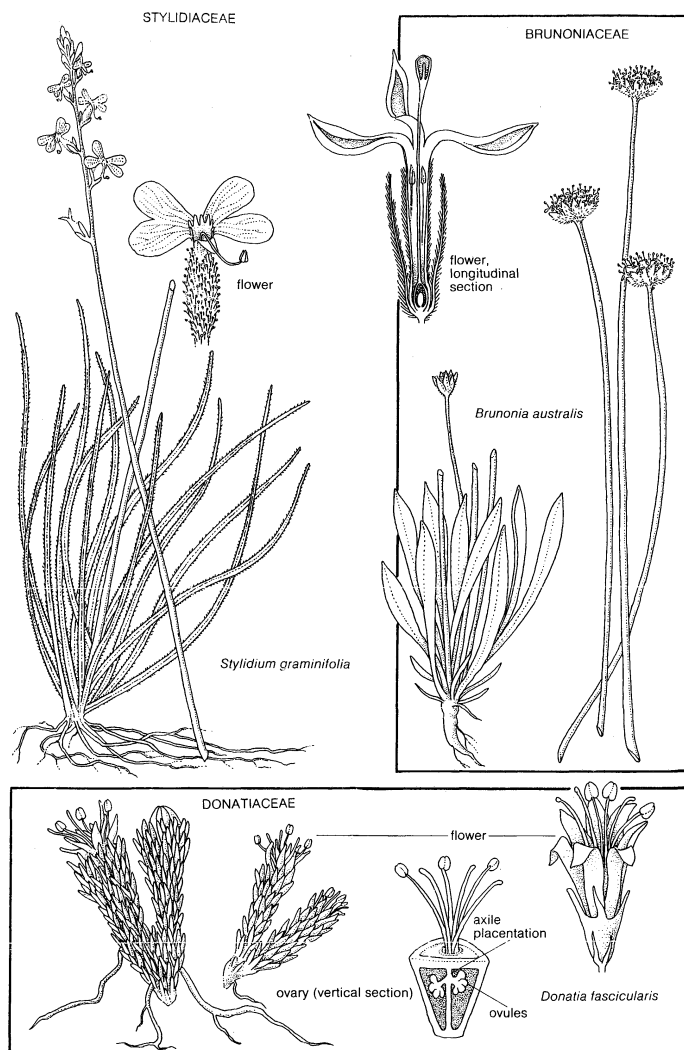 STYLIDIACEAE
flower
Stylidium graminifolia
BRUNONIACEAE
flower,
longitudinal
section
Brunonia australis
DONATIACEAE
flower
axile
placentation
ovary (vertical section)
ovules
Donatia fascicularis